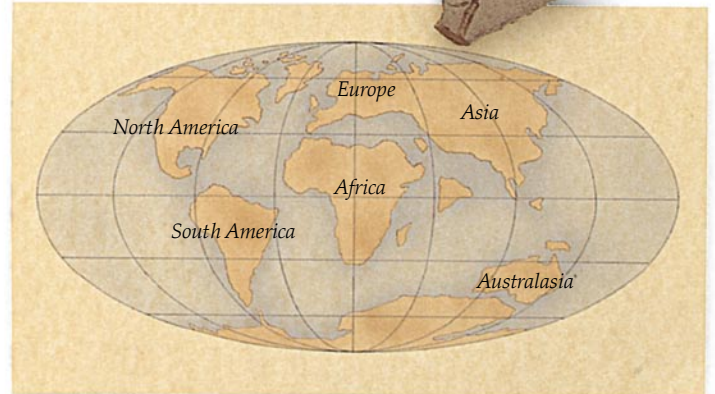 Europe
Asia
North America
Africa
South America
Australasia